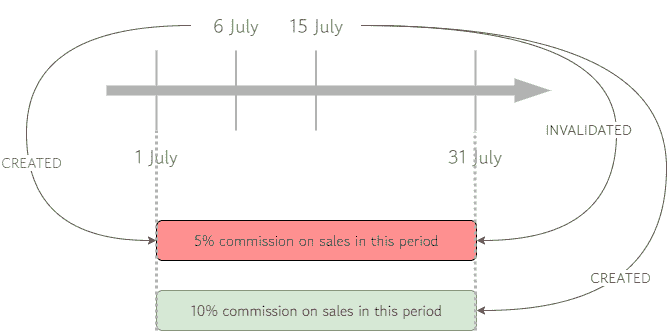 6 July 15 July
INVALIDATED
1 July 31 July
CREATED
5% commission on sales in this period
CREATED
10% commission on sales in this period